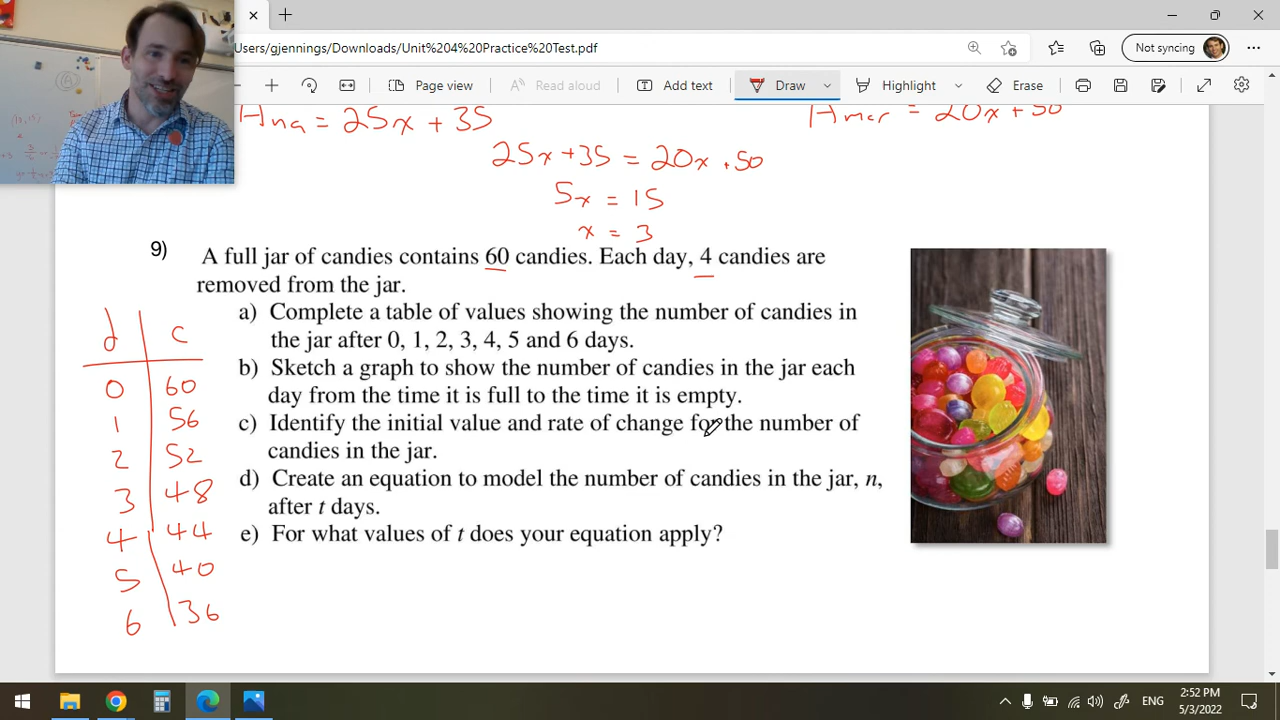 Users/gjennings/Downloads/Unit%204%20Practice%20Test.pdf
Not syncing
Page view
Read aloud
Add text
Draw
Highlight
Erase
Hna = 25x + 35
Hmar = 20x + 50
25x + 35 = 20x + 50
5x = 15
x = 3
9) A full jar of candies contains 60 candies. Each day, 4 candies are
removed from the jar.
a) Complete a table of values showing the number of candies in
the jar after 0, 1, 2, 3, 4, 5 and 6 days.
b) Sketch a graph to show the number of candies in the jar each
day from the time it is full to the time it is empty.
c) Identify the initial value and rate of change for the number of
candies in the jar.
d) Create an equation to model the number of candies in the jar, n,
after t days.
e) For what values of t does your equation apply?
d c
0 60
1 56
2 52
3 48
4 44
5 40
6 36
ENG
2:52 PM
5/3/2022